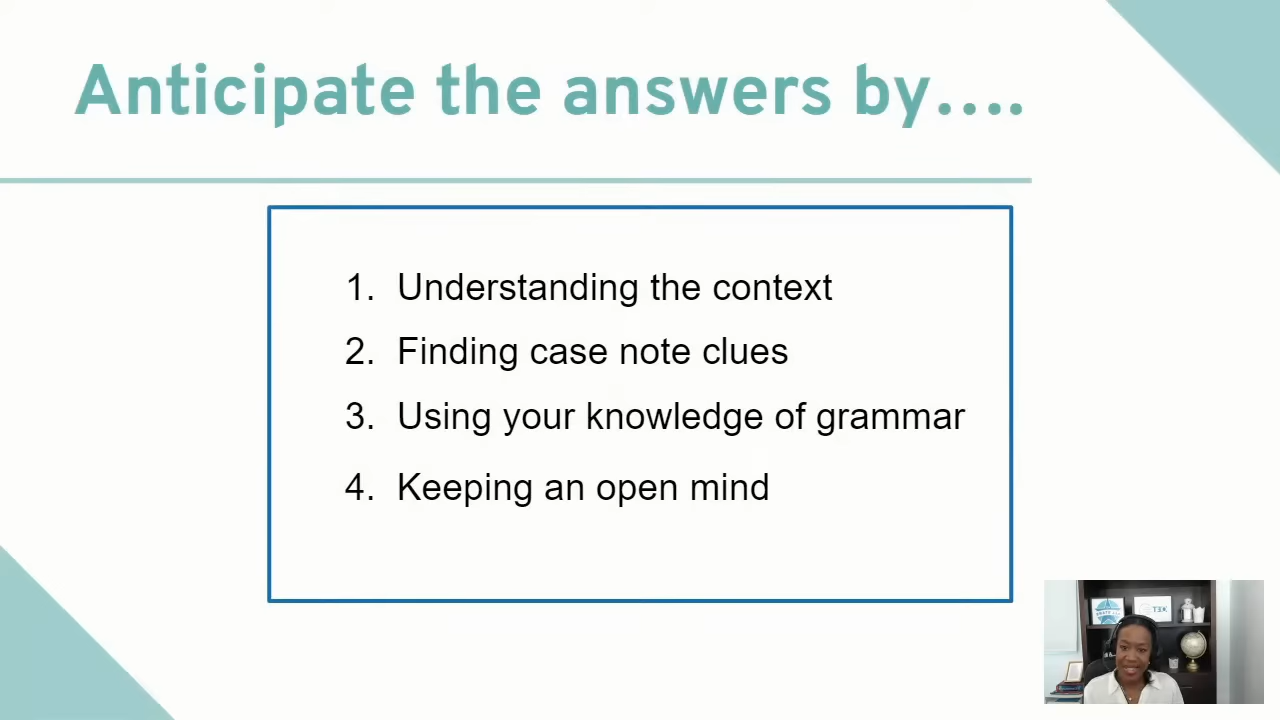 Anticipate the answers by....
1. Understanding the context
2. Finding case note clues
3. Using your knowledge of grammar
4. Keeping an open mind